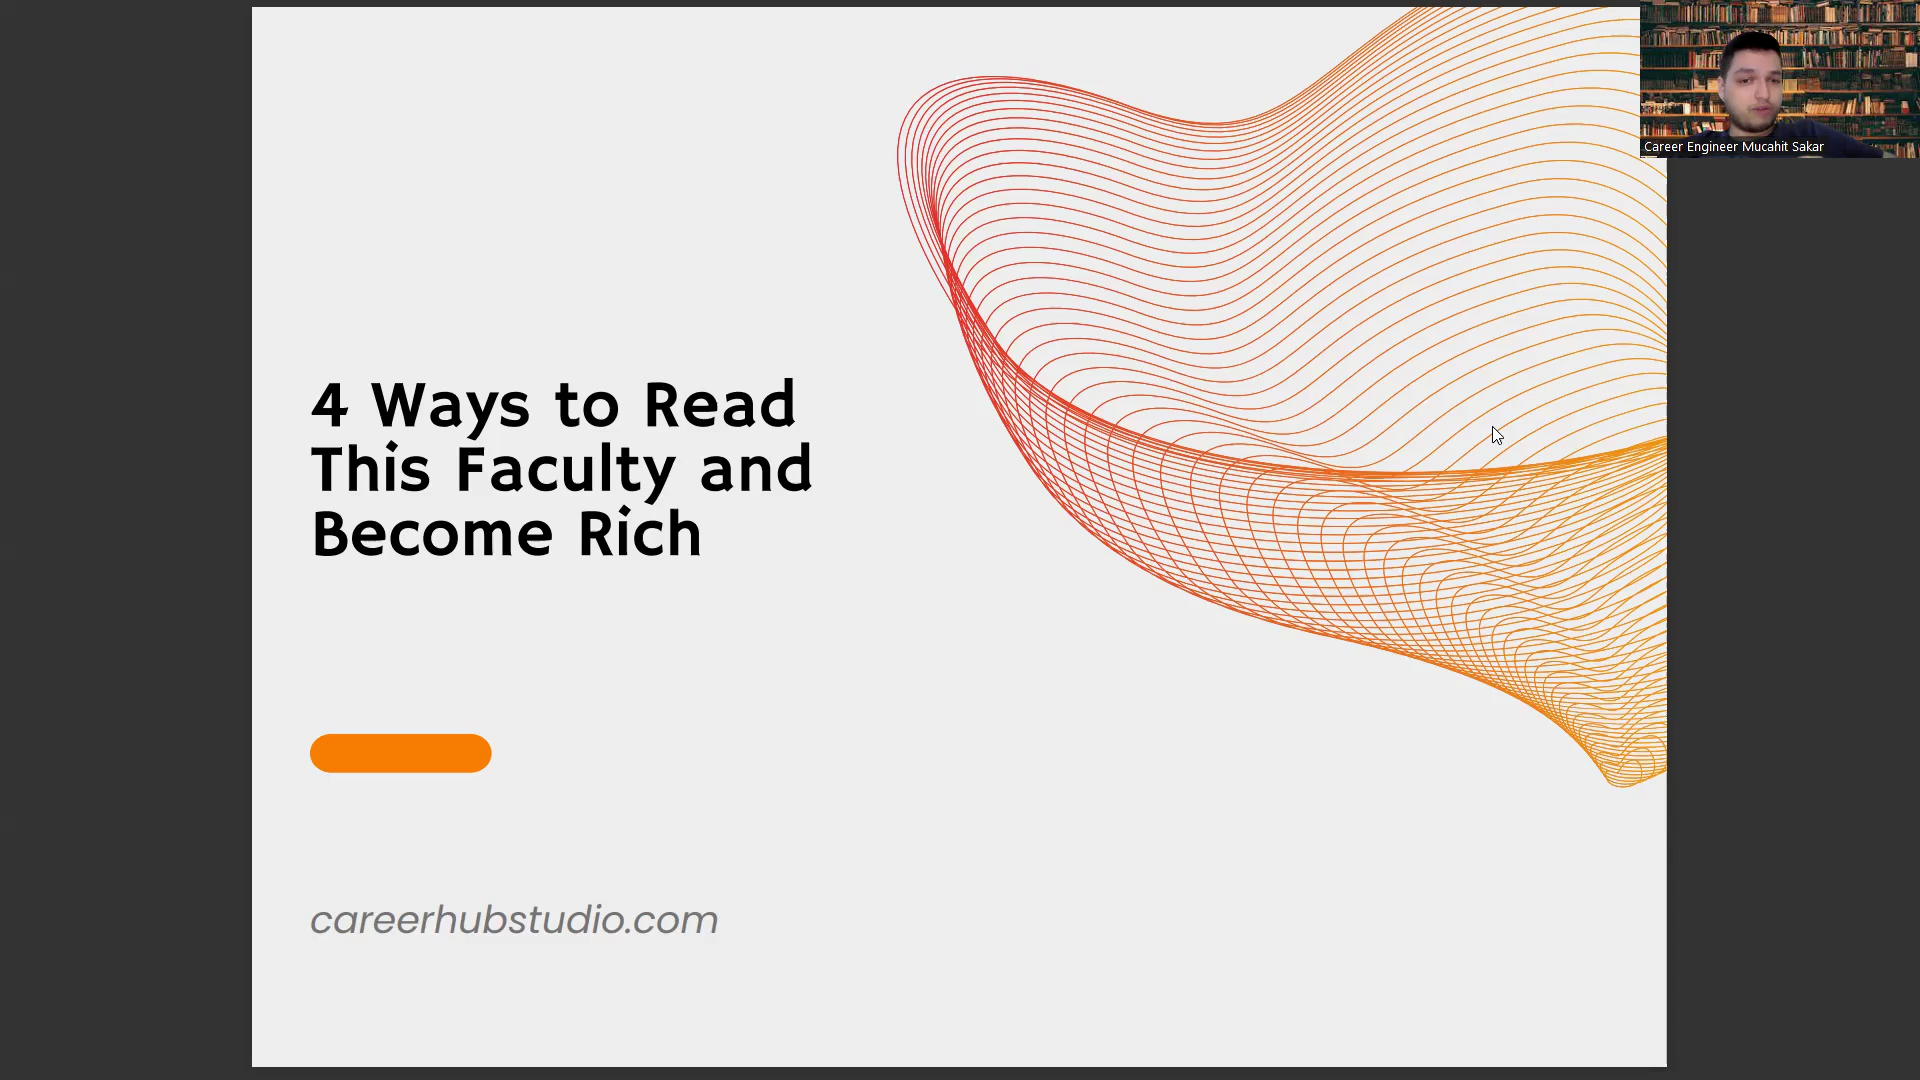 Career Engineer Mucahit Sakar
4 Ways to Read
This Faculty and
Become Rich
careerhubstudio.com